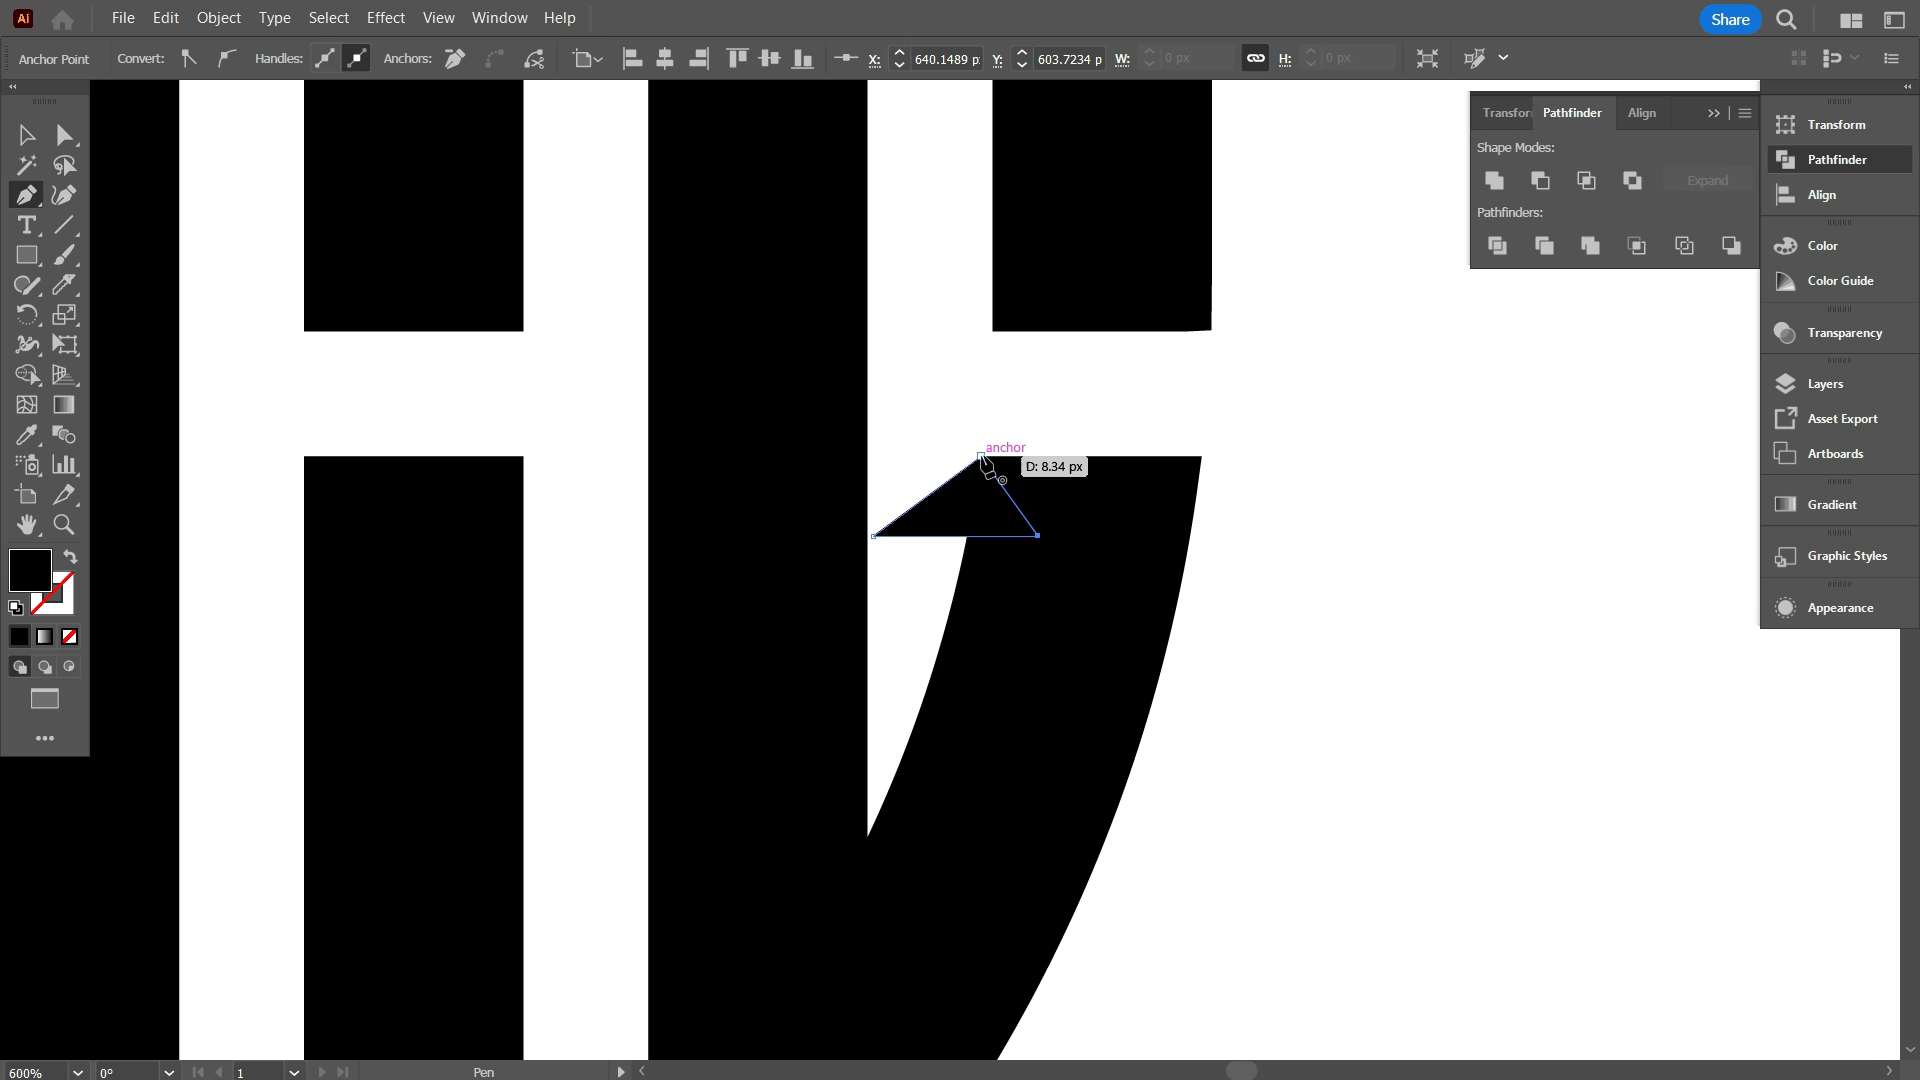 Ai File Edit Object Type Select Effect View Window Help Share
Anchor Point Convert: Handles: Anchors: X: 640.1489 p Y: 603.7234 p W: 0 px H: 0 px
Transfor Pathfinder Align
Shape Modes:
Expand
Pathfinders:
Transform
Pathfinder
Align
Color
Color Guide
Transparency
Layers
Asset Export
Artboards
Gradient
Graphic Styles
Appearance
anchor
D: 8.34 px
600% 0° 1 Pen